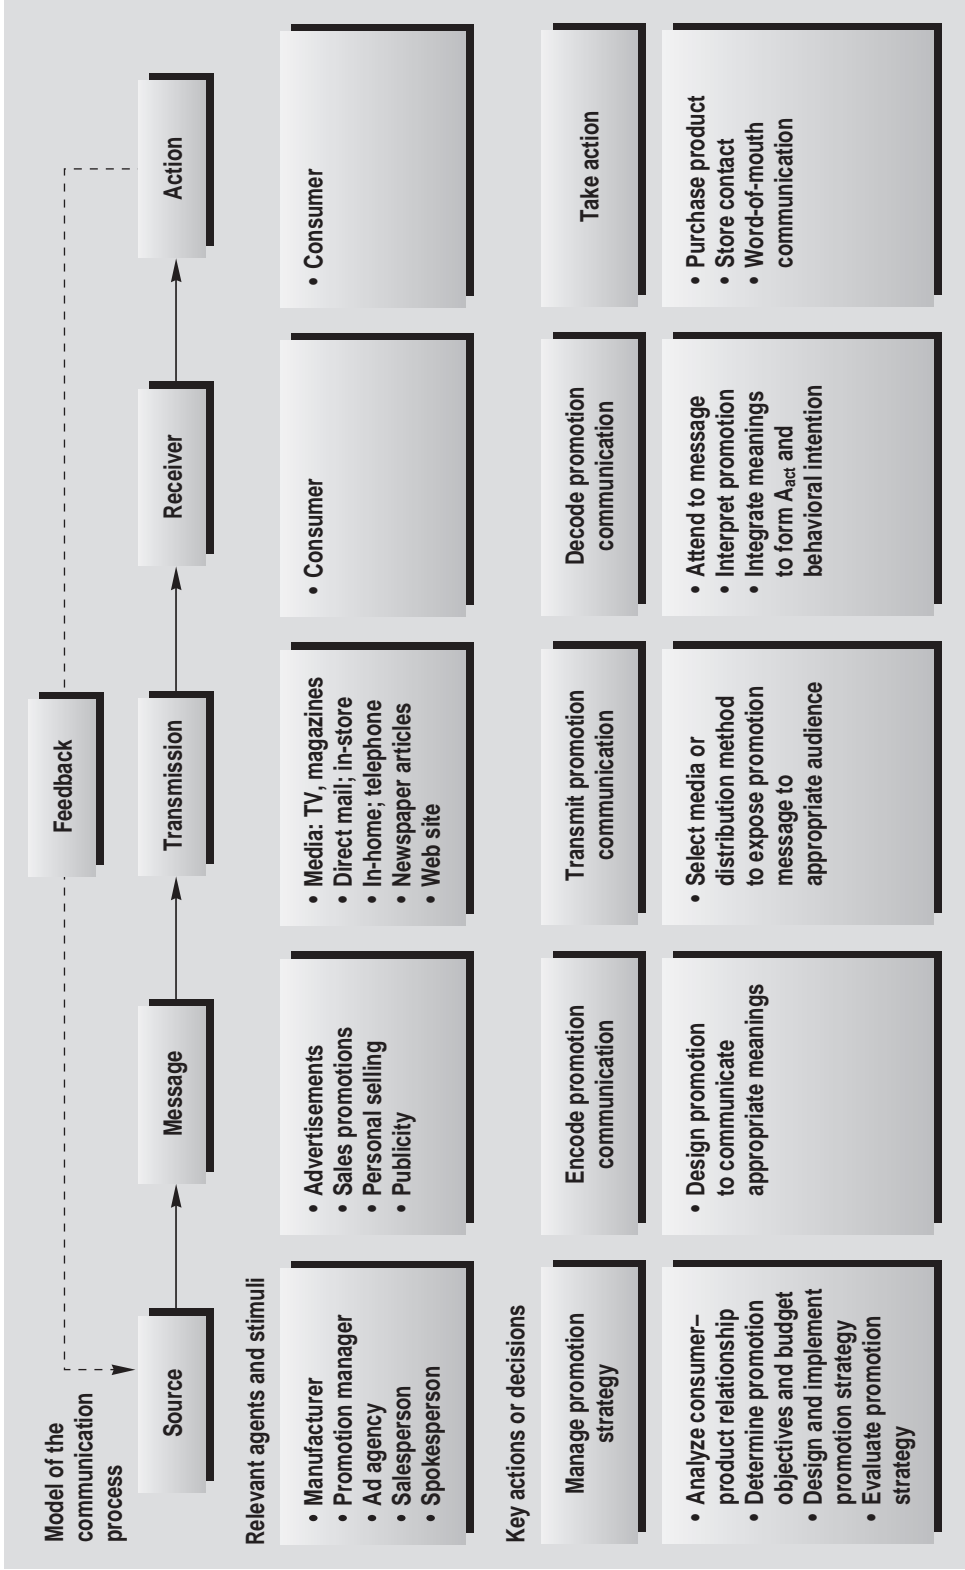 Model of the
communication
process
Feedback
Source
Message
Transmission
Receiver
Action
Relevant agents and stimuli
• Manufacturer
• Promotion manager
• Ad agency
• Salesperson
• Spokesperson
• Advertisements
• Sales promotions
• Personal selling
• Publicity
• Media: TV, magazines
• Direct mail; in-store
• In-home; telephone
• Newspaper articles
• Web site
• Consumer
• Consumer
Key actions or decisions
Manage promotion
strategy
Encode promotion
communication
Transmit promotion
communication
Decode promotion
communication
Take action
• Analyze consumer–
product relationship
• Determine promotion
objectives and budget
• Design and implement
promotion strategy
• Evaluate promotion
strategy
• Design promotion
to communicate
appropriate meanings
• Select media or
distribution method
to expose promotion
message to
appropriate audience
• Attend to message
• Interpret promotion
• Integrate meanings
to form Aact and
behavioral intention
• Purchase product
• Store contact
• Word-of-mouth
communication